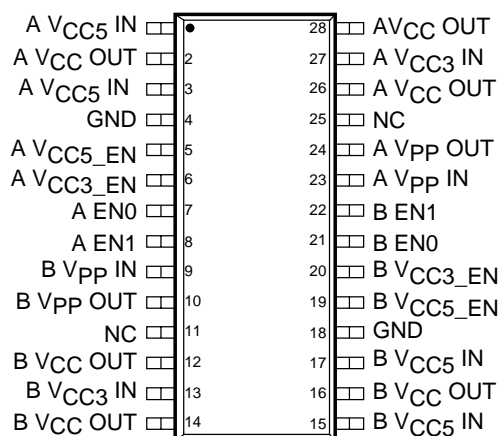 A VCC5 IN 28 AVCC OUT
A VCC OUT 2 27 A VCC3 IN
A VCC5 IN 3 26 A VCC OUT
GND 4 25 NC
A VCC5_EN 5 24 A VPP OUT
A VCC3_EN 6 23 A VPP IN
A EN0 7 22 B EN1
A EN1 8 21 B EN0
B VPP IN 9 20 B VCC3_EN
B VPP OUT 10 19 B VCC5_EN
NC 11 18 GND
B VCC OUT 12 17 B VCC5 IN
B VCC3 IN 13 16 B VCC OUT
B VCC OUT 14 15 B VCC5 IN